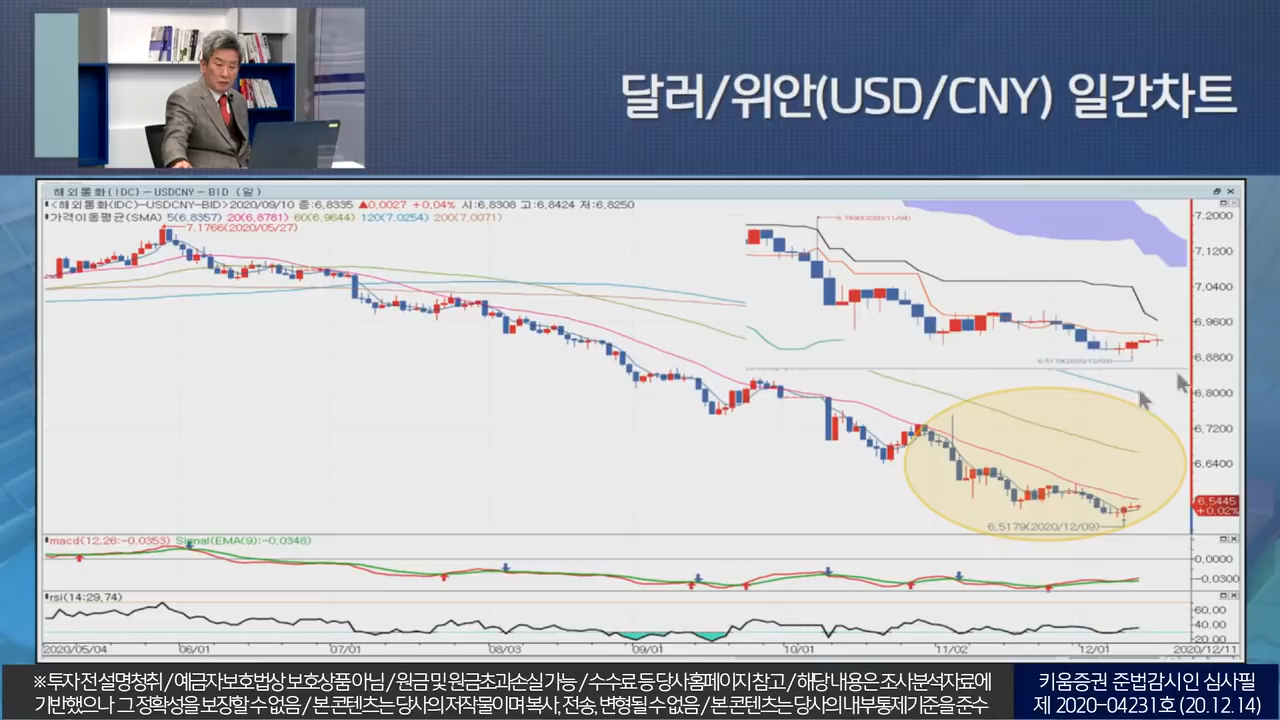 달러/위안(USD/CNY) 일간차트
해외통화(IDC)-USDCNY-BID (일)
<해외통화(IDC)-USDCNY-BID>2020/09/10 종:6,8335 ▲0,0027 +0,04% 시:6,8308 고:6,8424 저:6,8250
가격이동평균(SMA) 5(6,8357) 20(6,8781) 60(6,9644) 120(7,0254) 200(7,0071)
7,1766(2020/05/27)
7,2000
7,1200
7,0400
6,9600
6,8800
6,8000
6,7200
6,6400
6,5445
+0,02%
6,5179(2020/12/09)
6,5179(2020/12/09)
macd(12,26:-0,0353) Signal(EMA(9):-0,0348)
0,0000
-0,0300
rsi(14:29,74)
60,00
40,00
20,00
2020/05/04 06/01 07/01 08/03 09/01 10/01 11/02 12/01 2020/12/11
※ 투자 전 설명청취 / 예금자보호법상 보호상품 아님 / 원금 및 원금초과손실 가능 / 수수료 등 당사홈페이지 참고 / 해당 내용은 조사분석자료에
기반했으나 그 정확성을 보장할 수 없음 / 본 콘텐츠는 당사의 저작물이며 복사, 전송, 변형될 수 없음 / 본 콘텐츠는 당사의 내부통제기준을 준수
키움증권 준법감시인 심사필
제 2020-04231호 (20.12.14)